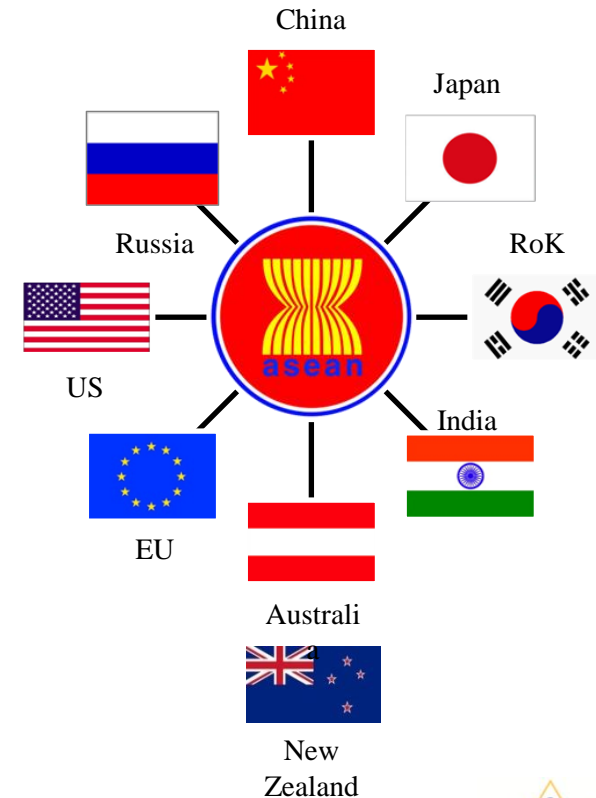 China
Japan
Russia
RoK
asean
US
India
EU
Australi
a
New
Zealand